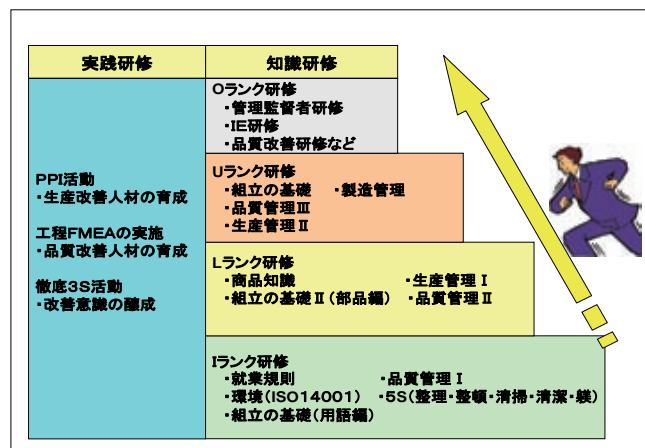 実践研修
知識研修
PPI活動
・生産改善人材の育成
工程FMEAの実施
・品質改善人材の育成
徹底3S活動
・改善意識の醸成
Oランク研修
・管理監督者研修
・IE研修
・品質改善研修など
Uランク研修
・組立の基礎 ・製造管理
・品質管理Ⅲ
・生産管理Ⅱ
Lランク研修
・商品知識 ・生産管理Ⅰ
・組立の基礎Ⅱ(部品編) ・品質管理Ⅱ
Iランク研修
・就業規則 ・品質管理Ⅰ
・環境(ISO14001) ・5S(整理・整頓・清掃・清潔・躾)
・組立の基礎(用語編)